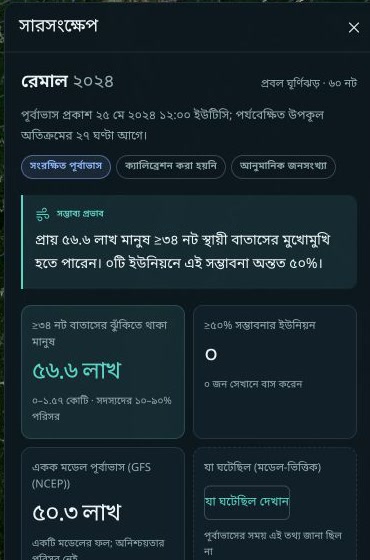 সারসংক্ষেপ
রেমাল ২০২৪
প্রবল ঘূর্ণিঝড় · ৬০ নট
পূর্বাভাস প্রকাশ ২৫ মে ২০২৪ ১২:০০ ইউটিসি; পর্যবেক্ষিত উপকূল
অতিক্রমের ২৭ ঘণ্টা আগে।
সংরক্ষিত পূর্বাভাস
ক্যালিব্রেশন করা হয়নি
আনুমানিক জনসংখ্যা
সম্ভাব্য প্রভাব
প্রায় ৫৬.৬ লাখ মানুষ ≥৩৪ নট স্থায়ী বাতাসের মুখোমুখি
হতে পারেন। ০টি ইউনিয়নে এই সম্ভাবনা অন্তত ৫০%।
≥৩৪ নট বাতাসের ঝুঁকিতে থাকা
মানুষ
৫৬.৬ লাখ
০–১.৫৭ কোটি · সদস্যদের ১০–৯০%
পরিসর
≥৫০% সম্ভাবনার ইউনিয়ন
০
০ জন সেখানে বাস করেন
একক মডেল পূর্বাভাস (GFS
(NCEP))
৫০.৩ লাখ
একটি মডেলের ফল; অনিশ্চয়তার
পরিসর নেই
যা ঘটেছিল (মডেল-ভিত্তিক)
যা ঘটেছিল দেখান
পূর্বাভাসের সময় এই তথ্য জানা ছিল
না